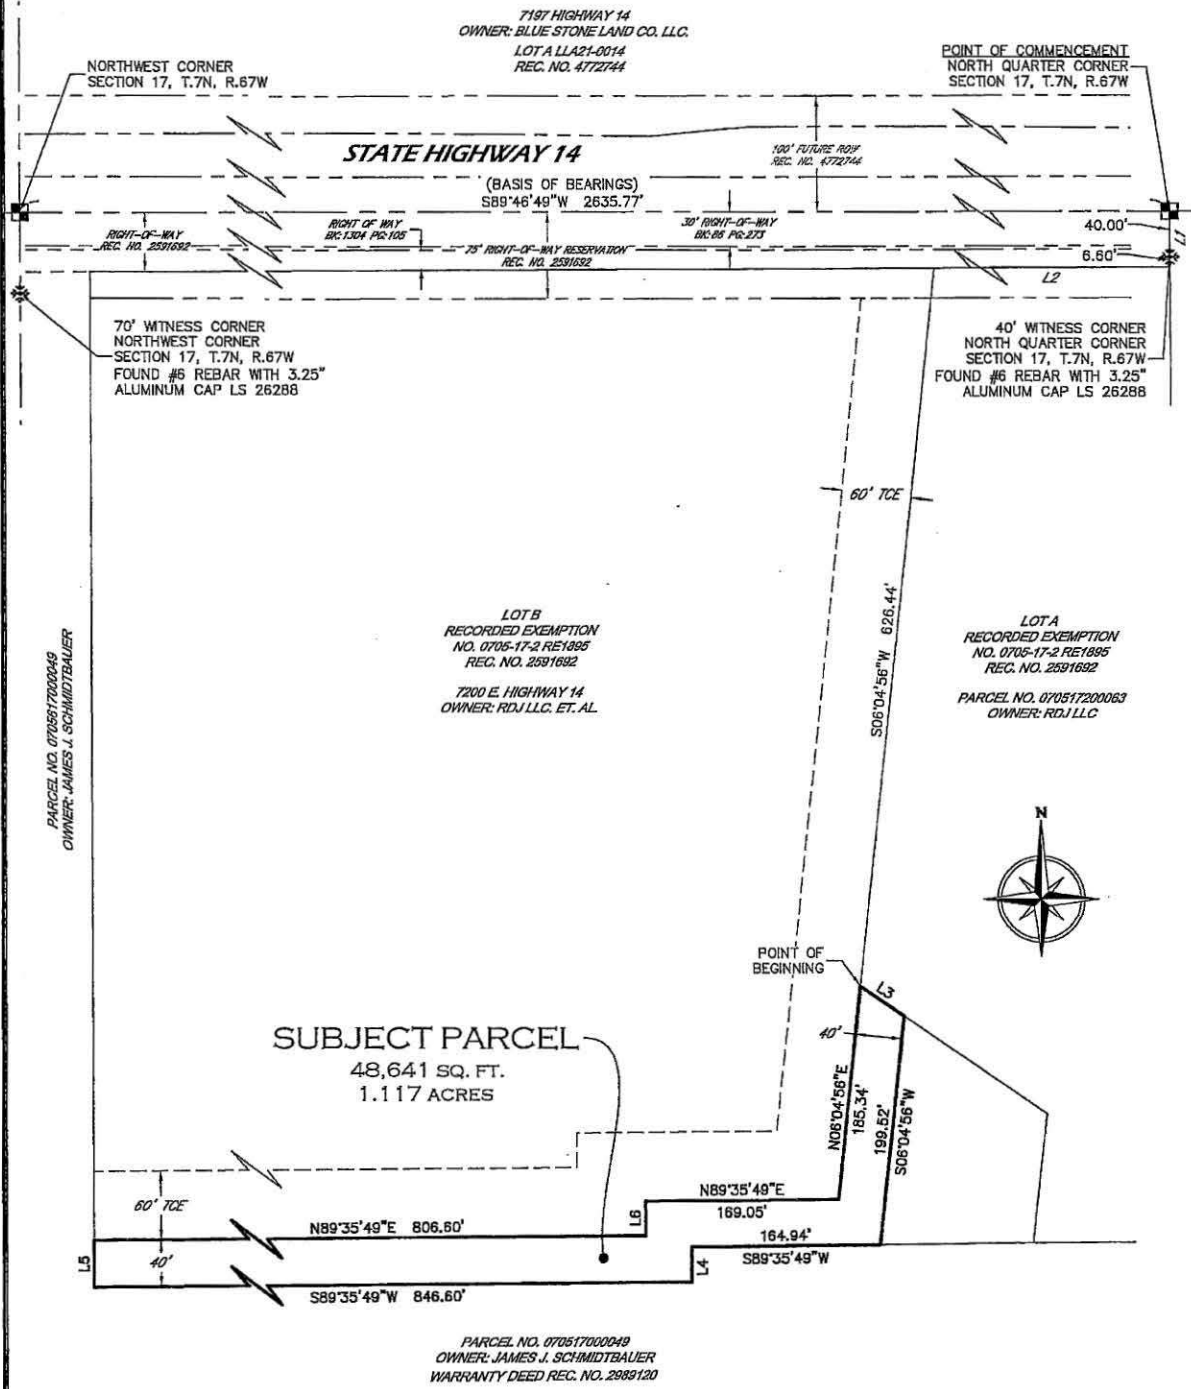 7197 HIGHWAY 14
OWNER: BLUE STONE LAND CO. LLC.
LOT A LLA21-0014
REC. NO. 4772744
NORTHWEST CORNER
SECTION 17, T.7N, R.67W
POINT OF COMMENCEMENT
NORTH QUARTER CORNER
SECTION 17, T.7N, R.67W
STATE HIGHWAY 14
100' FUTURE ROW
REC. NO. 4772744
(BASIS OF BEARINGS)
S89°46'49"W 2635.77'
RIGHT-OF-WAY
REC. NO. 2591692
RIGHT OF WAY
BK:1304 PG:105
30' RIGHT-OF-WAY
BK:86 PG:273
75' RIGHT-OF-WAY RESERVATION
REC. NO. 2591692
40.00'
L1
6.60'
L2
70' WITNESS CORNER
NORTHWEST CORNER
SECTION 17, T.7N, R.67W
FOUND #6 REBAR WITH 3.25"
ALUMINUM CAP LS 26288
40' WITNESS CORNER
NORTH QUARTER CORNER
SECTION 17, T.7N, R.67W
FOUND #6 REBAR WITH 3.25"
ALUMINUM CAP LS 26288
60' TCE
S06°04'56"W 626.44'
LOT B
RECORDED EXEMPTION
NO. 0705-17-2 RE1895
REC. NO. 2591692
7200 E. HIGHWAY 14
OWNER: RDJ LLC. ET. AL.
LOT A
RECORDED EXEMPTION
NO. 0705-17-2 RE1895
REC. NO. 2591692
PARCEL NO. 070517200063
OWNER: RDJ LLC
PARCEL NO. 070517000049
OWNER: JAMES J. SCHMIDTBAUER
N
POINT OF
BEGINNING
L3
40'
SUBJECT PARCEL
48,641 SQ. FT.
1.117 ACRES
N06°04'56"E
185.34'
199.52'
S06°04'56"W
60' TCE
N89°35'49"E
169.05'
L6
N89°35'49"E 806.60'
164.94'
S89°35'49"W
L5
40'
L4
S89°35'49"W 846.60'
PARCEL NO. 070517000049
OWNER: JAMES J. SCHMIDTBAUER
WARRANTY DEED REC. NO. 2989120